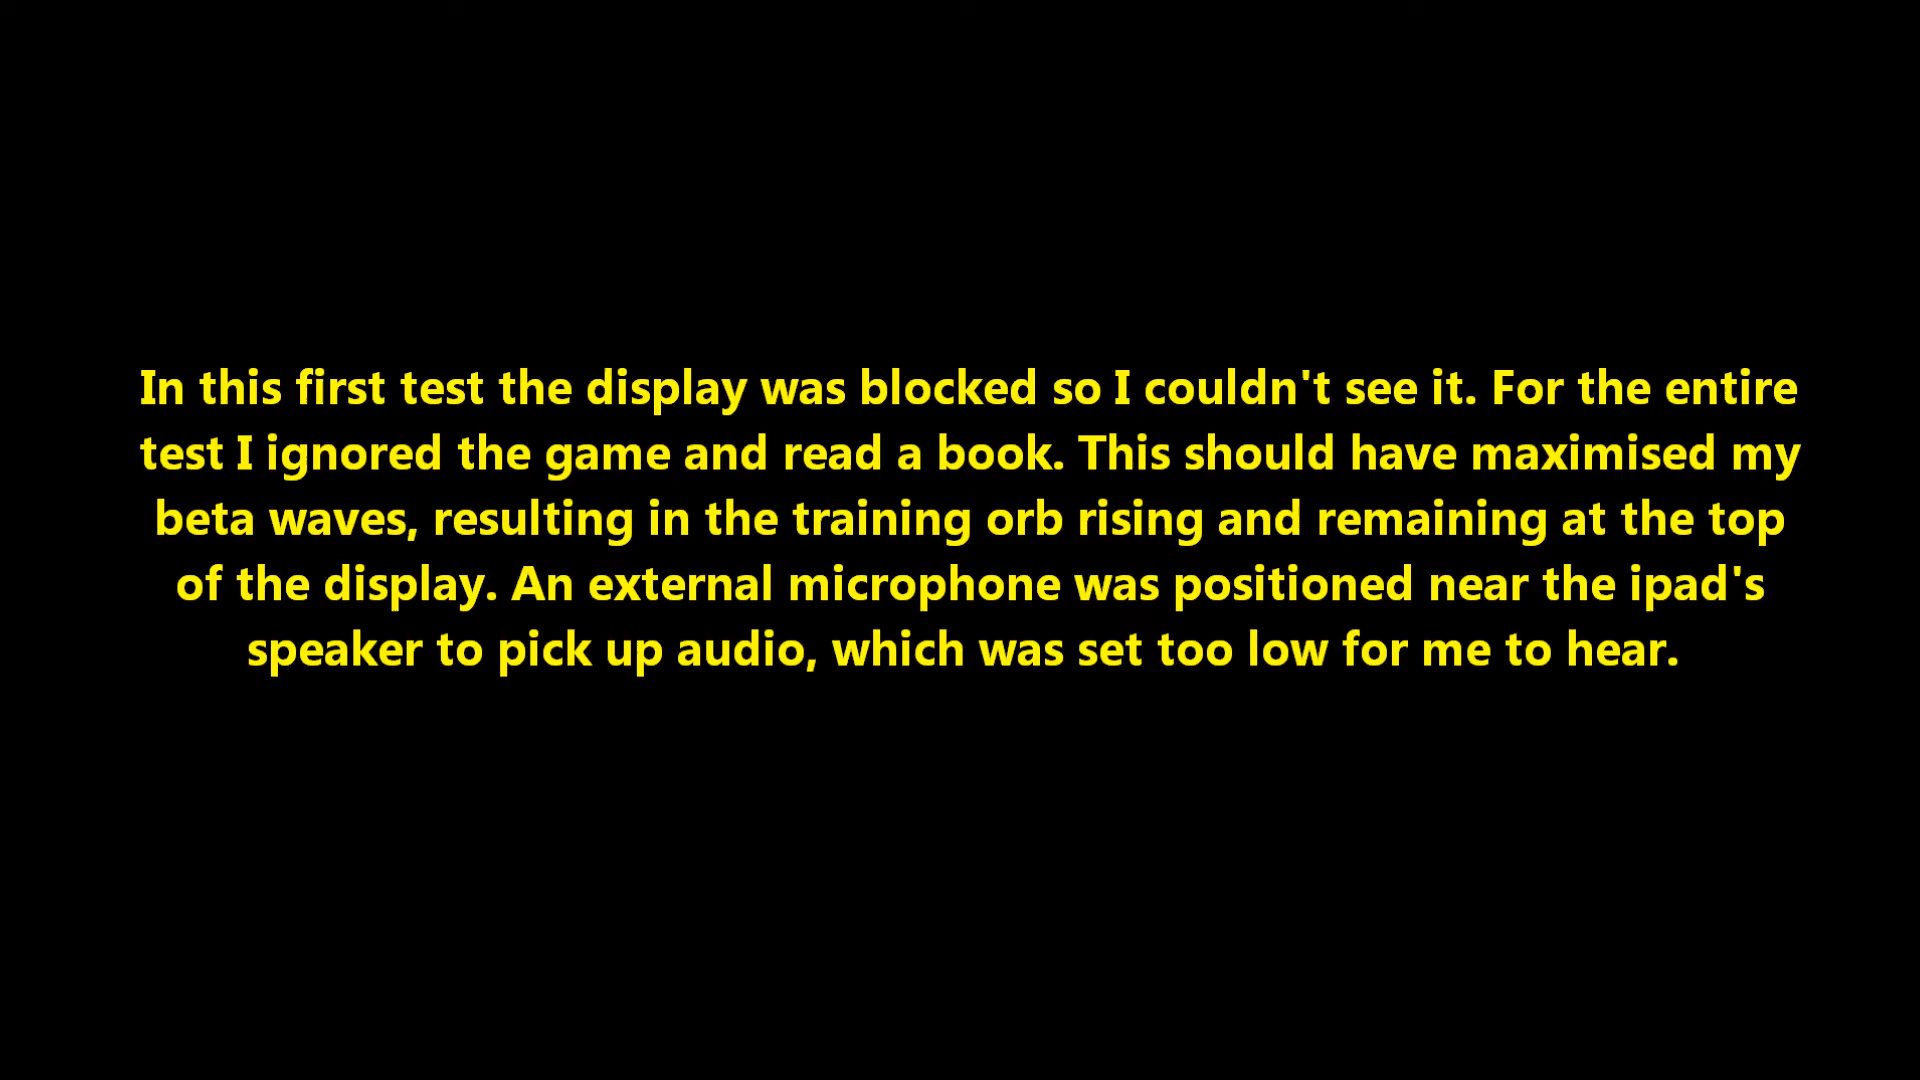 In this first test the display was blocked so I couldn't see it. For the entire
test I ignored the game and read a book. This should have maximised my
beta waves, resulting in the training orb rising and remaining at the top
of the display. An external microphone was positioned near the ipad's
speaker to pick up audio, which was set too low for me to hear.